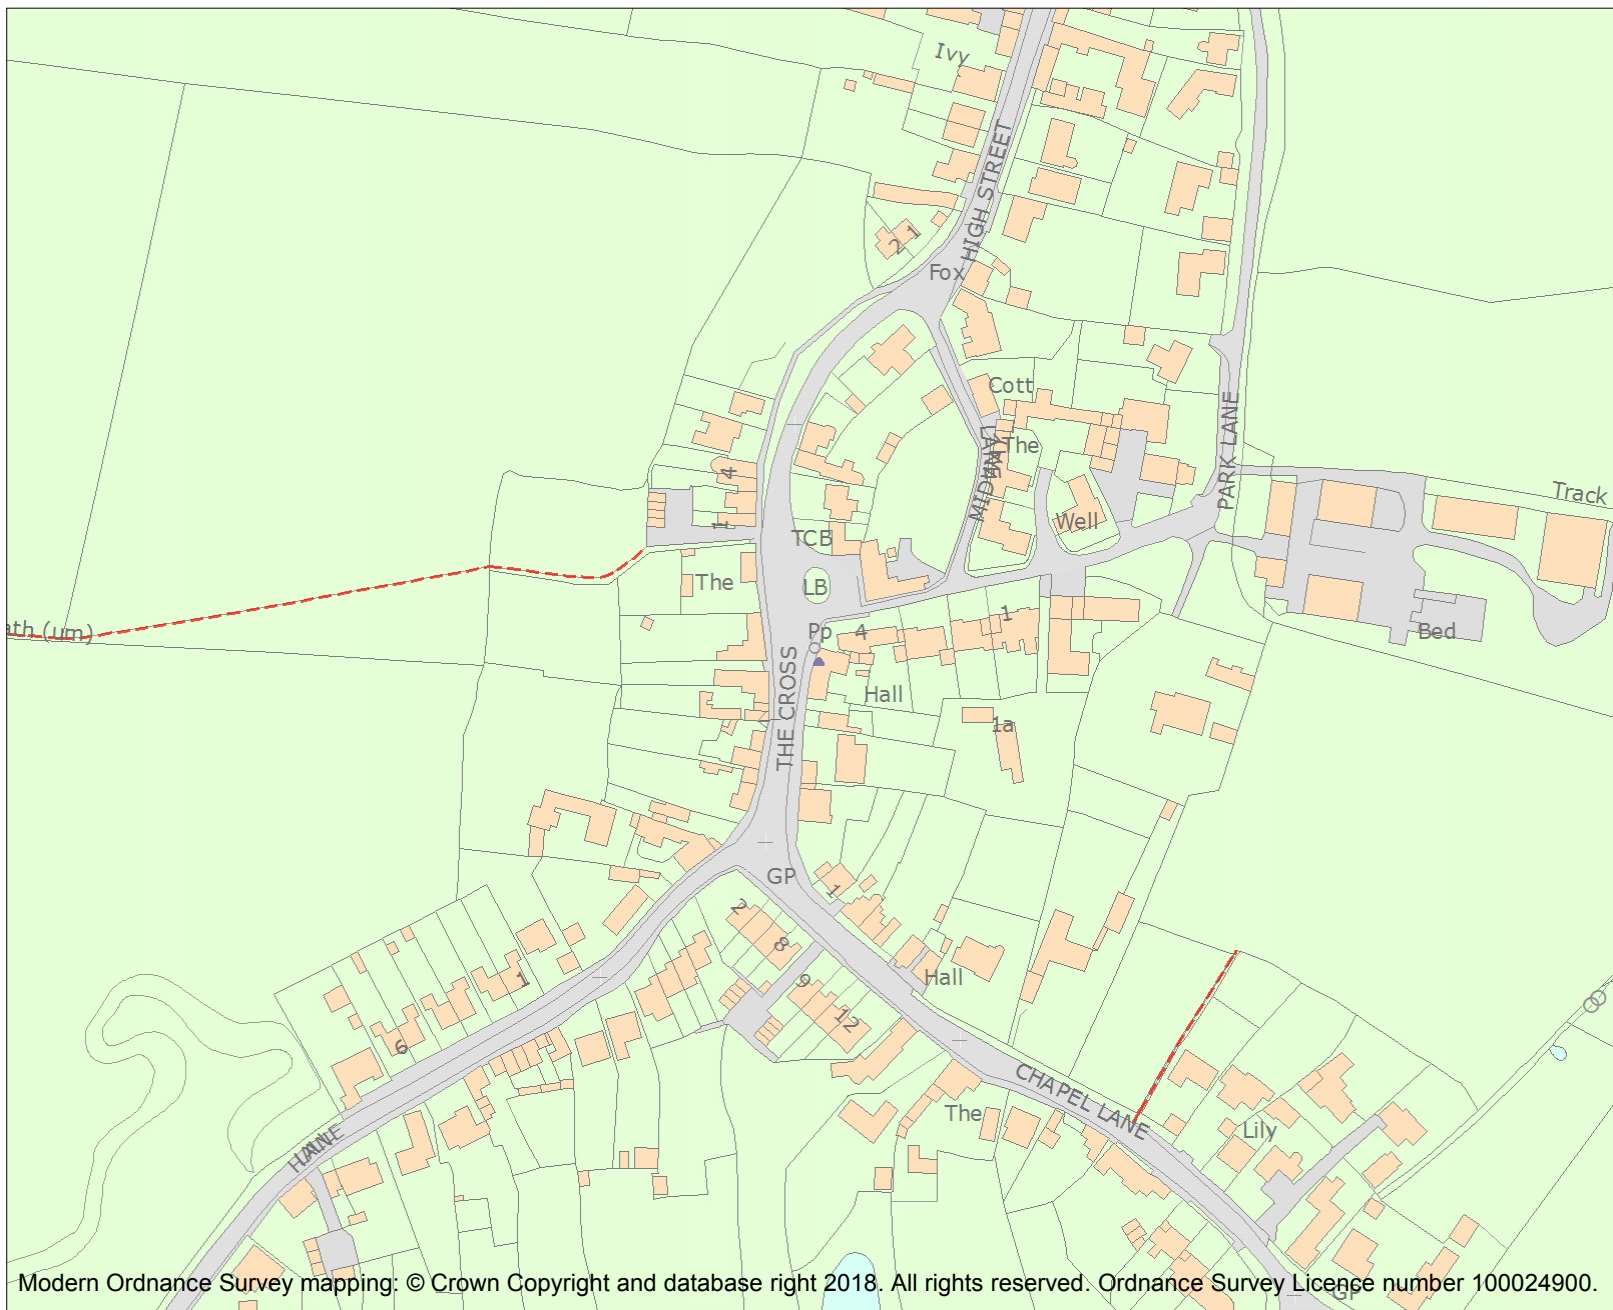 Ivy
HIGH STREET
2
1
Fox
Cott
The
4
1
MIDWAY LANE
PARK LANE
Well
Track
TCB
The
LB
ath (um)
Pp
4
1
Bed
THE CROSS
Hall
1a
GP
1
2
8
9
12
Hall
1
6
HALL LANE
CHAPEL LANE
The
Lily
GP
Modern Ordnance Survey mapping: © Crown Copyright and database right 2018. All rights reserved. Ordnance Survey Licence number 100024900.